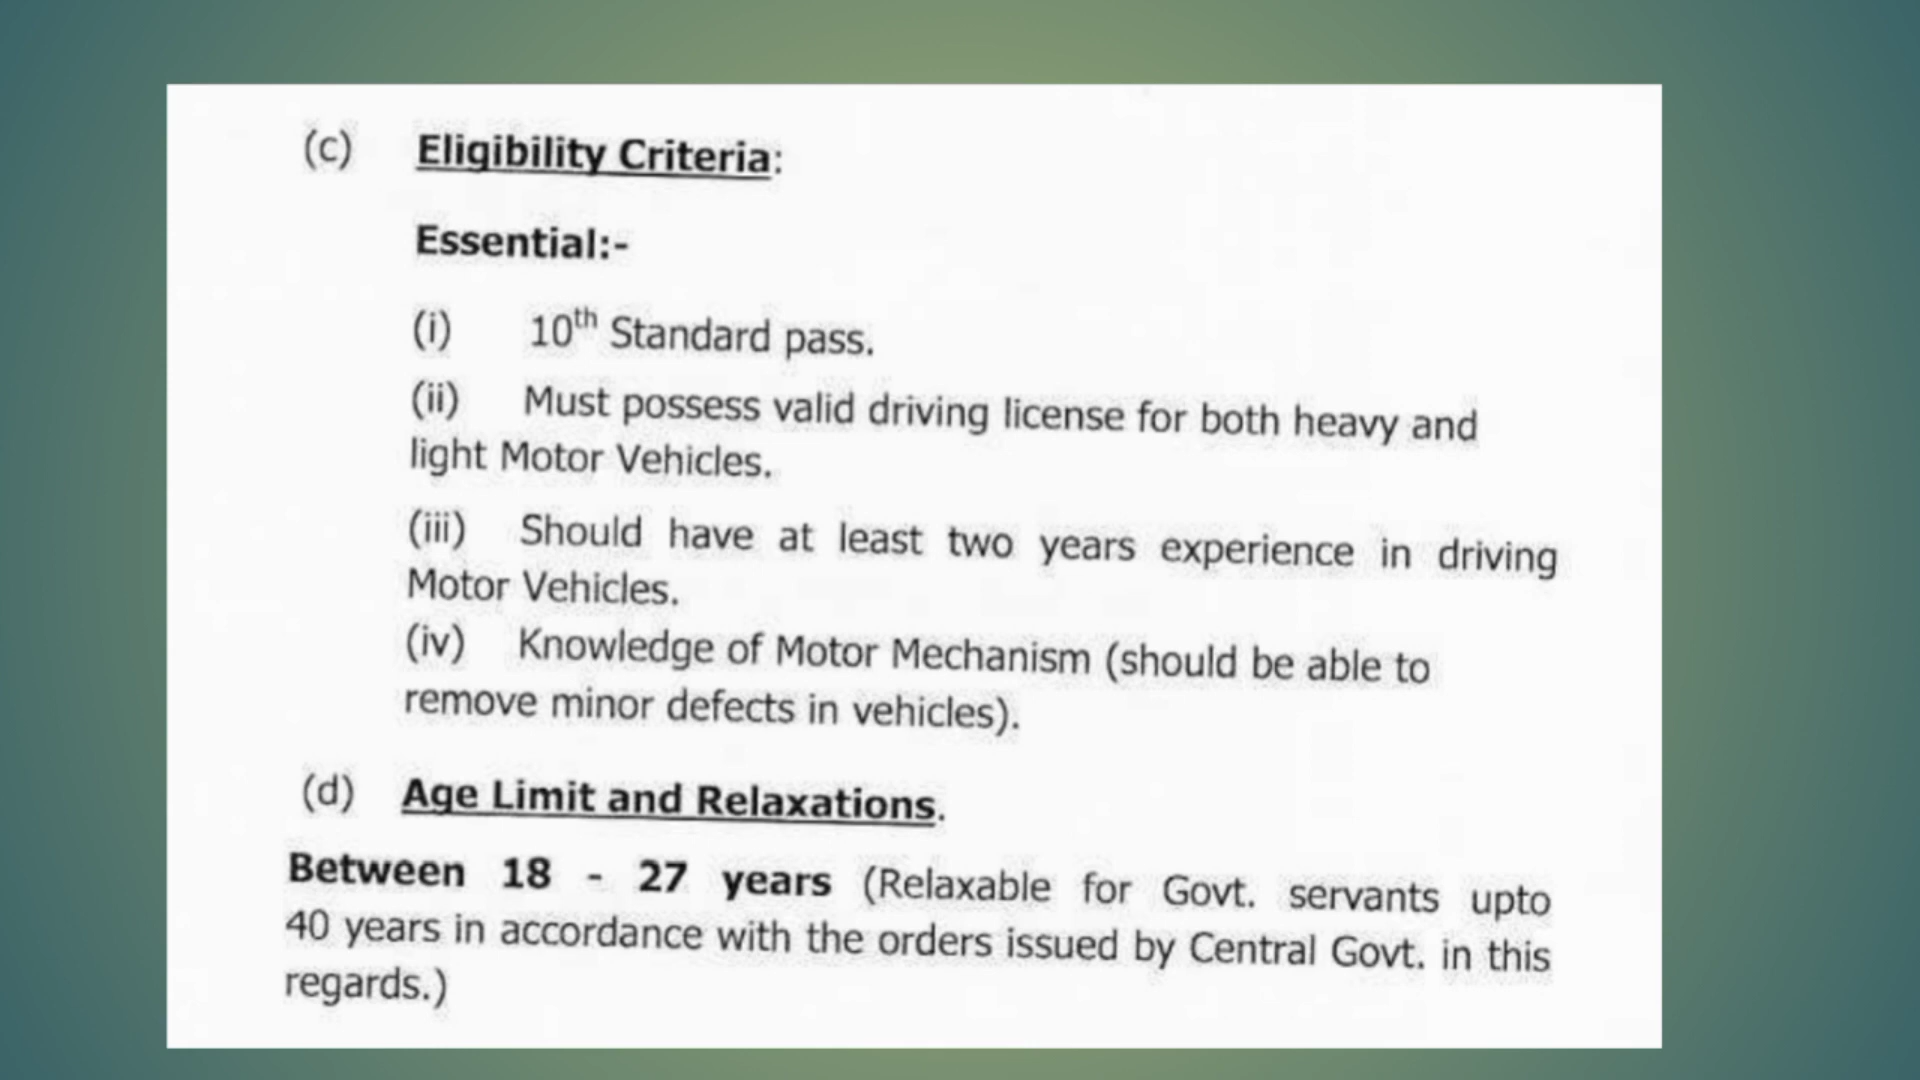 (c) Eligibility Criteria:
Essential:-
(i) 10th Standard pass.
(ii) Must possess valid driving license for both heavy and
light Motor Vehicles.
(iii) Should have at least two years experience in driving
Motor Vehicles.
(iv) Knowledge of Motor Mechanism (should be able to
remove minor defects in vehicles).
(d) Age Limit and Relaxations.
Between 18 - 27 years (Relaxable for Govt. servants upto
40 years in accordance with the orders issued by Central Govt. in this
regards.)